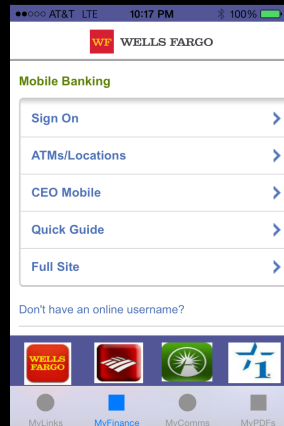 AT&T LTE 10:17 PM 100%
WF WELLS FARGO
Mobile Banking
Sign On
ATMs/Locations
CEO Mobile
Quick Guide
Full Site
Don't have an online username?
WELLS
FARGO
1
MyLinks MyFinance MyComms MyPDFs